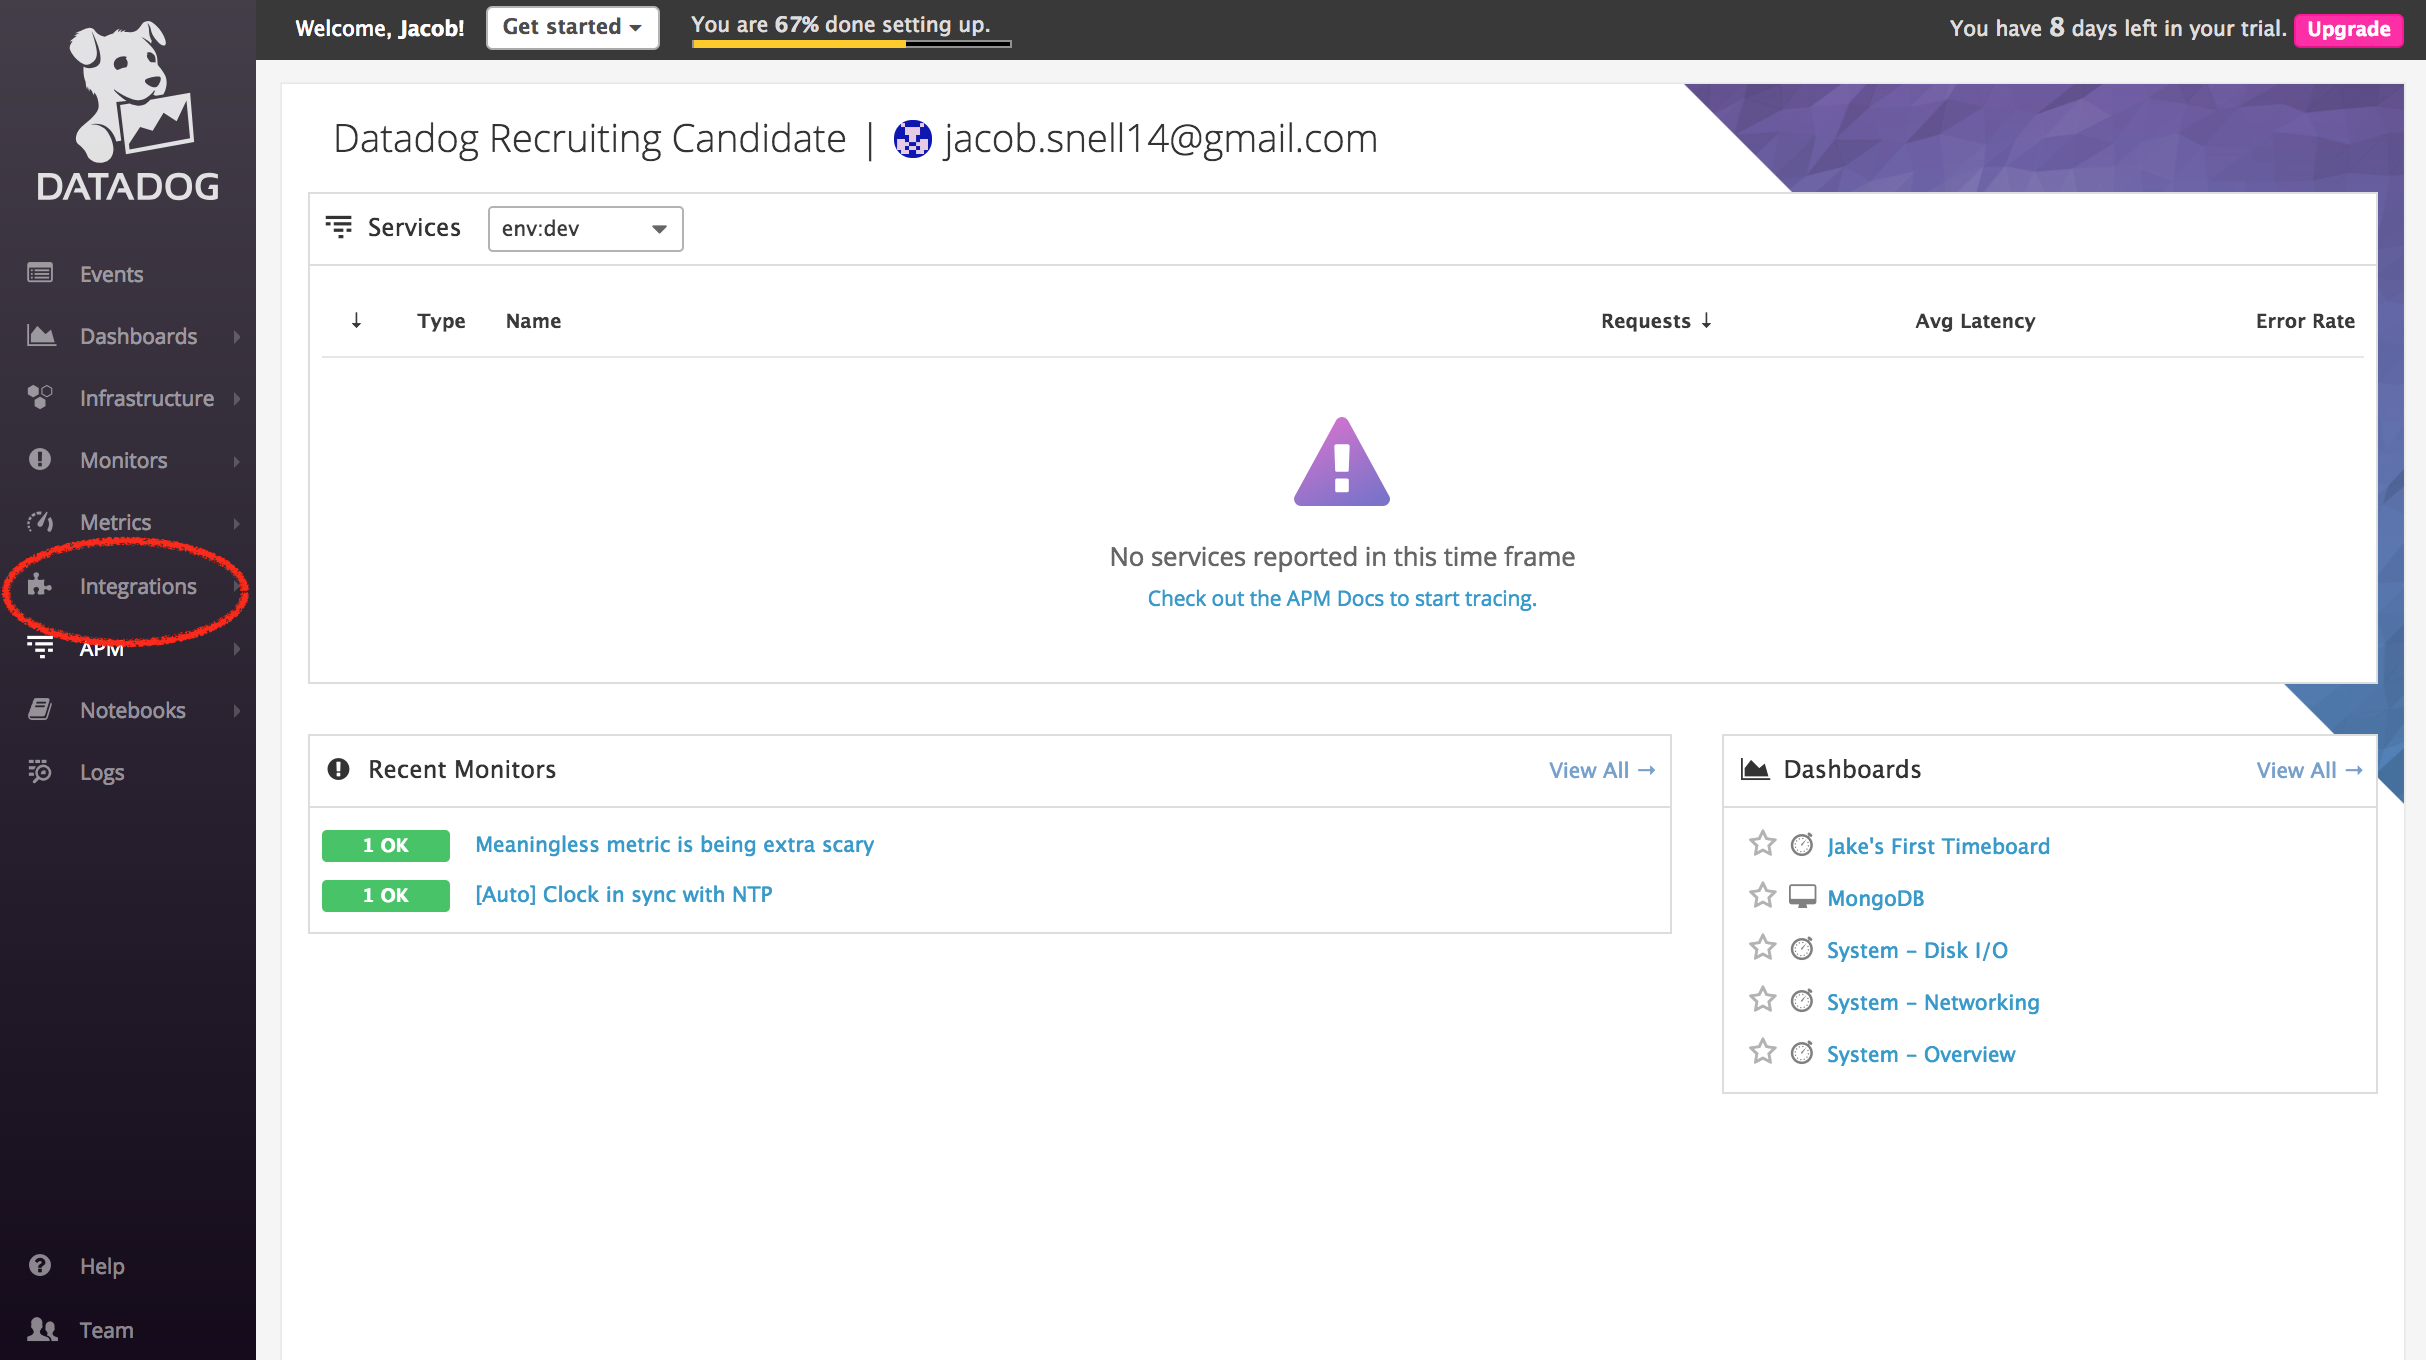 DATADOG
Events
Dashboards
Infrastructure
Monitors
Metrics
Integrations
APM
Notebooks
Logs
Help
Team
Welcome, Jacob!
Get started
You are 67% done setting up.
You have 8 days left in your trial.
Upgrade
Datadog Recruiting Candidate | jacob.snell14@gmail.com
Services env:dev
Type Name Requests ↓ Avg Latency Error Rate
No services reported in this time frame
Check out the APM Docs to start tracing.
Recent Monitors View All →
1 OK Meaningless metric is being extra scary
1 OK [Auto] Clock in sync with NTP
Dashboards View All →
Jake's First Timeboard
MongoDB
System – Disk I/O
System – Networking
System – Overview